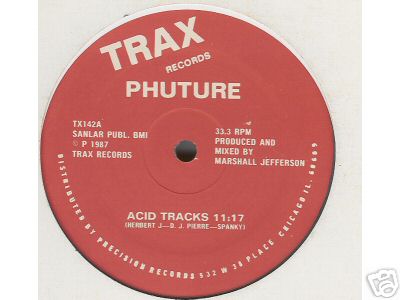 TRAX
RECORDS
PHUTURE
TX142A
SANLAR PUBL. BMI
© P 1987
TRAX RECORDS
33.3 RPM
PRODUCED AND
MIXED BY
MARSHALL JEFFERSON
ACID TRACKS 11:17
(HERBERT J—D. J. PIERRE—SPANKY)
DISTRIBUTED BY PRECISION RECORDS 932 W 38 PLACE CHICAGO IL. 60609